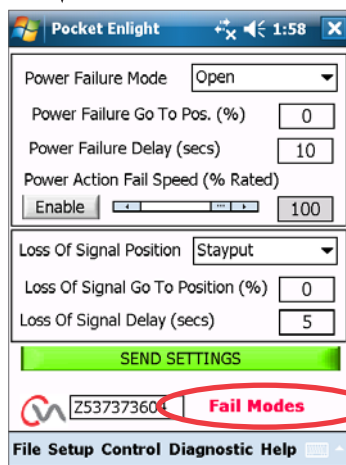 Pocket Enlight 1:58
Power Failure Mode Open
Power Failure Go To Pos. (%) 0
Power Failure Delay (secs) 10
Power Action Fail Speed (% Rated)
Enable 100
Loss Of Signal Position Stayput
Loss Of Signal Go To Position (%) 0
Loss Of Signal Delay (secs) 5
SEND SETTINGS
Z537373604 Fail Modes
File Setup Control Diagnostic Help